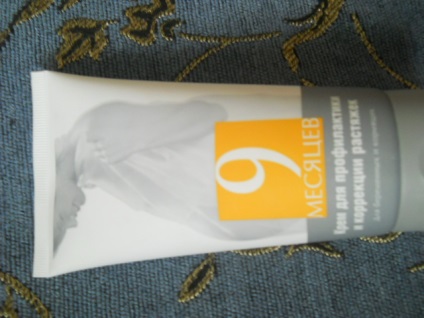 9
МЕСЯЦЕВ
Крем для профилактики
и коррекции растяжек